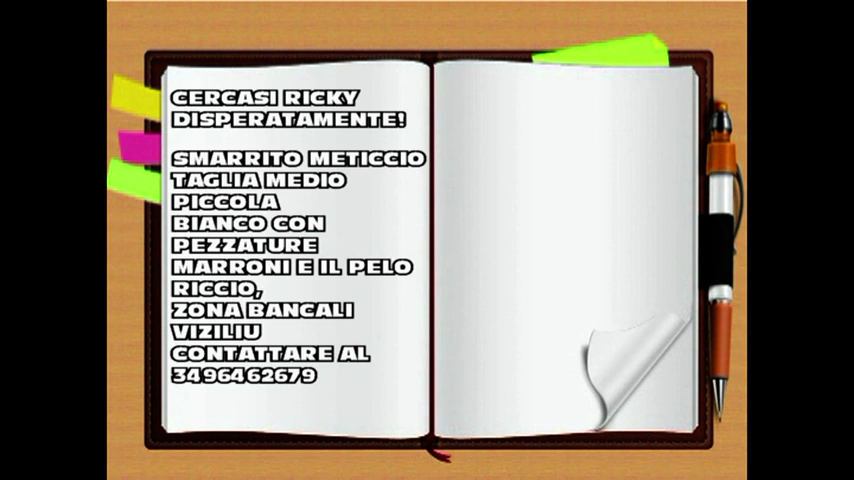 CERCASI RICKY
DISPERATAMENTE!
SMARRITO METICCIO
TAGLIA MEDIO
PICCOLA
BIANCO CON
PEZZATURE
MARRONI E IL PELO
RICCIO,
ZONA BANCALI
VIZILIU
CONTATTARE AL
3496462679